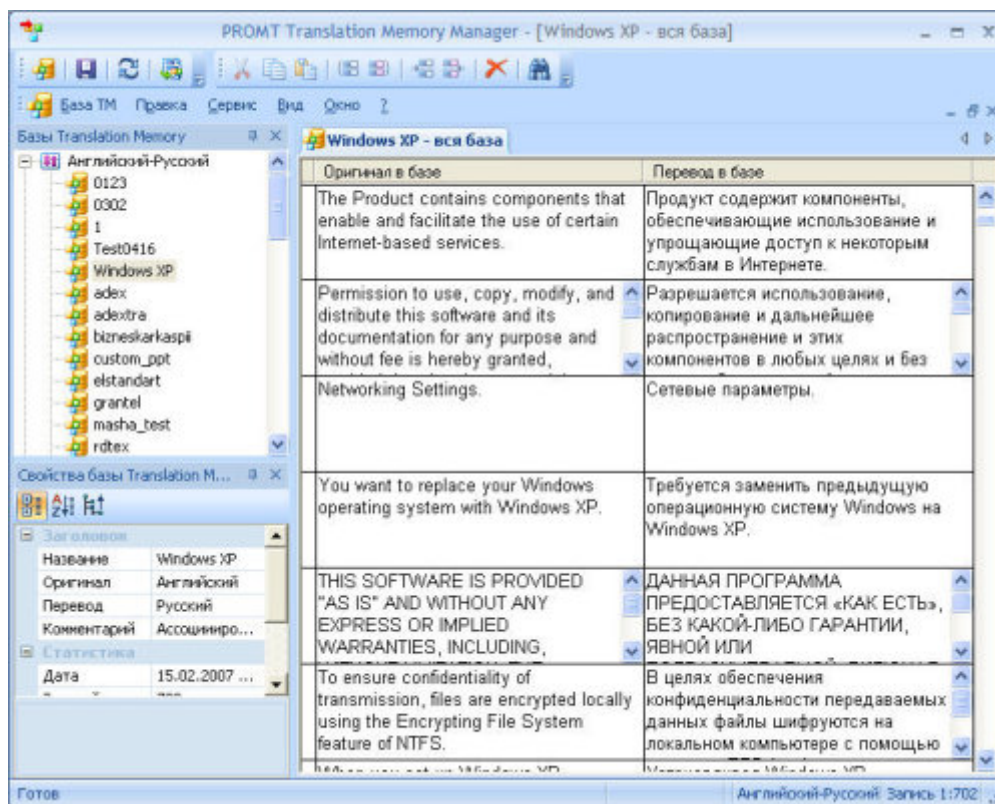 PROMT Translation Memory Manager - [Windows XP - вся база]
База ТМ Правка Сервис Вид Окно ?
Базы Translation Memory
Английский-Русский
0123
0302
1
Test0416
Windows XP
adex
adextra
bizneskarkaspii
custom_ppt
elstandart
grantel
masha_test
rdtex
Свойства базы Translation M...
Заголовок
Название Windows XP
Оригинал Английский
Перевод Русский
Комментарий Ассоцииро...
Статистика
Дата 15.02.2007 ...
Windows XP - вся база
Оригинал в базе Перевод в базе
The Product contains components that
enable and facilitate the use of certain
Internet-based services.
Продукт содержит компоненты,
обеспечивающие использование и
упрощающие доступ к некоторым
службам в Интернете.
Permission to use, copy, modify, and
distribute this software and its
documentation for any purpose and
without fee is hereby granted,
Разрешается использование,
копирование и дальнейшее
распространение и этих
компонентов в любых целях и без
Networking Settings.
Сетевые параметры.
You want to replace your Windows
operating system with Windows XP.
Требуется заменить предыдущую
операционную систему Windows на
Windows XP.
THIS SOFTWARE IS PROVIDED
"AS IS" AND WITHOUT ANY
EXPRESS OR IMPLIED
WARRANTIES, INCLUDING,
ДАННАЯ ПРОГРАММА
ПРЕДОСТАВЛЯЕТСЯ «КАК ЕСТЬ»,
БЕЗ КАКОЙ-ЛИБО ГАРАНТИИ,
ЯВНОЙ ИЛИ
To ensure confidentiality of
transmission, files are encrypted locally
using the Encrypting File System
feature of NTFS.
В целях обеспечения
конфиденциальности передаваемых
данных файлы шифруются на
локальном компьютере с помощью
Готов
Английский-Русский Запись 1:702